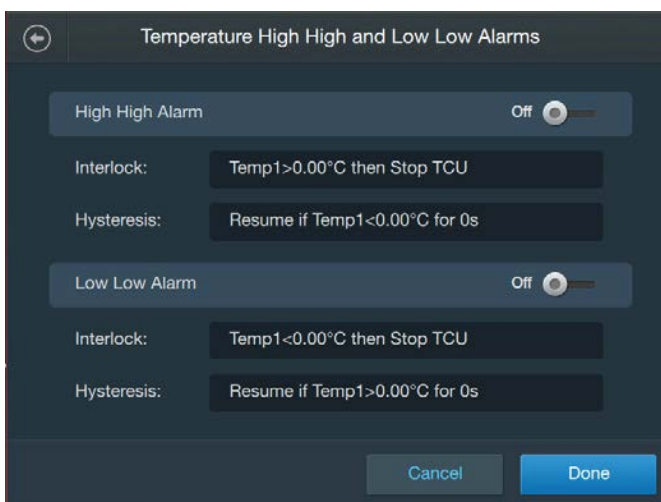 Temperature High High and Low Low Alarms
High High Alarm Off
Interlock: Temp1>0.00°C then Stop TCU
Hysteresis: Resume if Temp1<0.00°C for 0s
Low Low Alarm Off
Interlock: Temp1<0.00°C then Stop TCU
Hysteresis: Resume if Temp1>0.00°C for 0s
Cancel Done